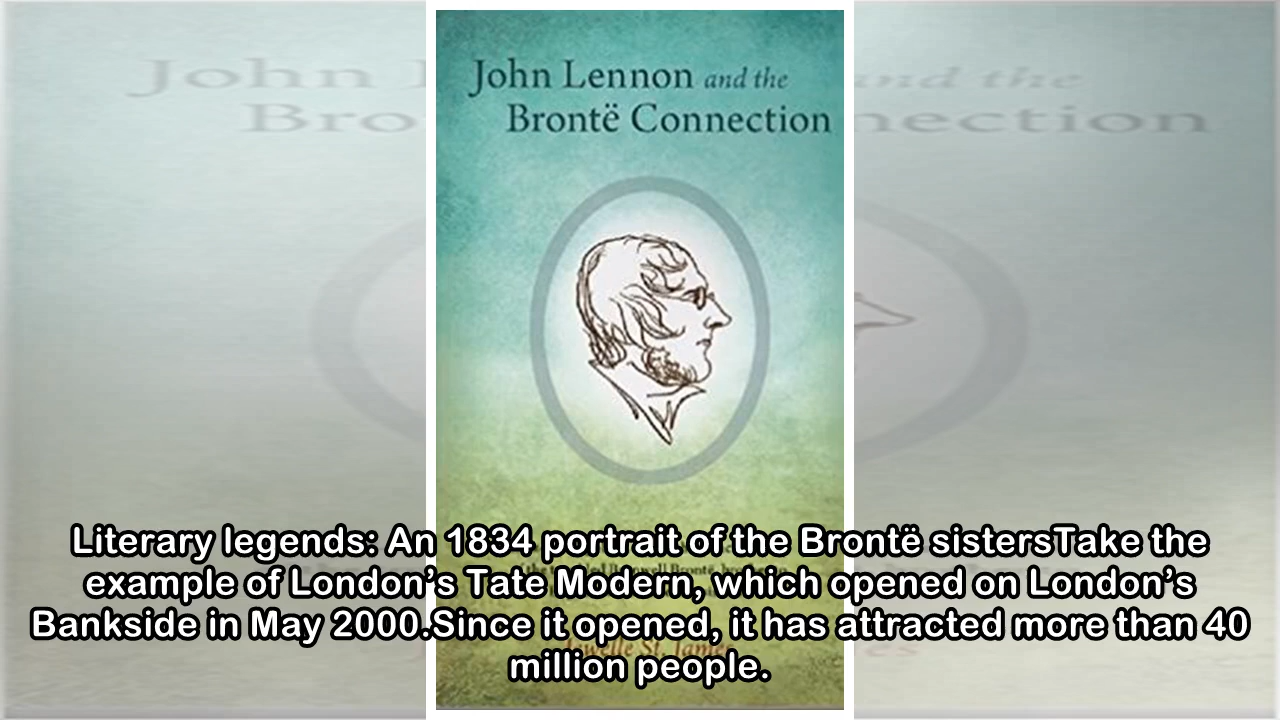 John Lennon and the
Brontë Connection
Literary legends: An 1834 portrait of the Brontë sistersTake the
example of London’s Tate Modern, which opened on London’s
Bankside in May 2000.Since it opened, it has attracted more than 40
million people.